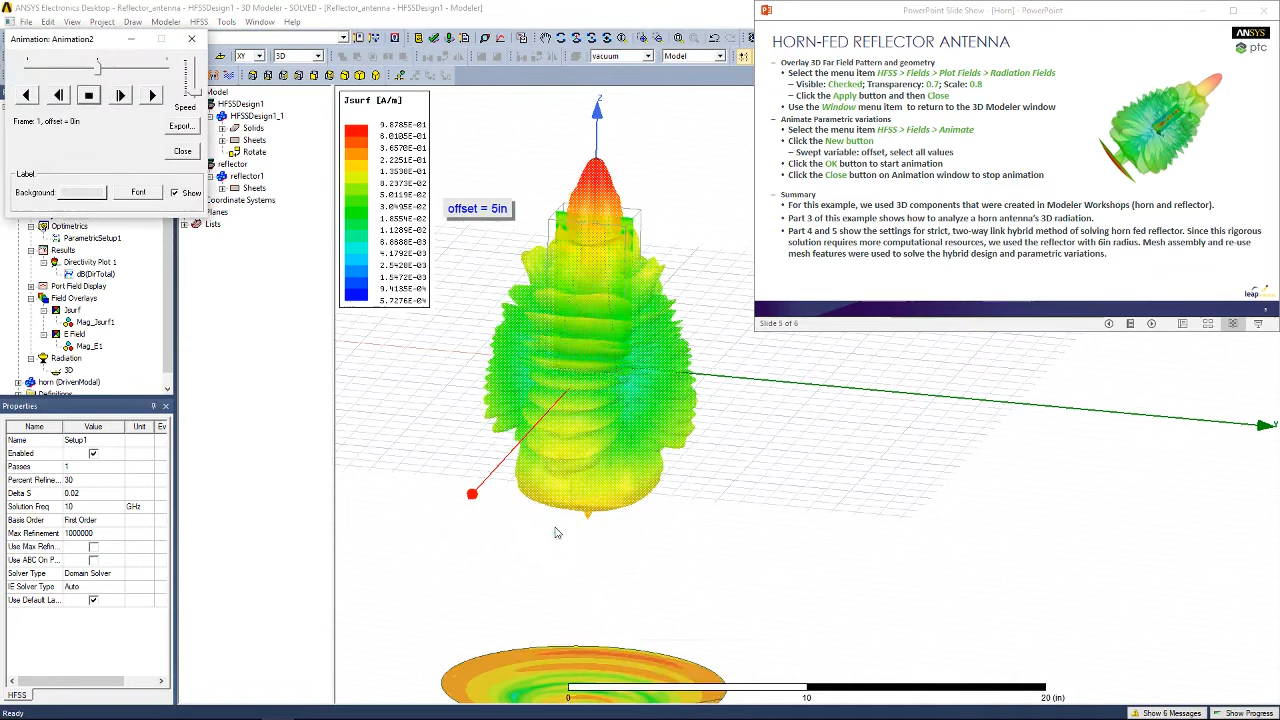 ANSYS Electronics Desktop - Reflector_antenna - HFSSDesign1 - 3D Modeler - SOLVED - [Reflector_antenna - HFSSDesign1 - Modeler]
File Edit View Project Draw Modeler HFSS Tools Window Help
Animation: Animation2
Speed
Frame: 1, offset = 0in
Export...
Close
Label
Background:
Font
Show
XY
3D
vacuum
Model
Model
HFSSDesign1
HFSSDesign1_1
Solids
Sheets
Rotate
reflector
reflector1
Sheets
Coordinate Systems
Planes
Lists
Optimetrics
ParametricSetup1
Results
Directivity Plot 1
dB(DirTotal)
Port Field Display
Field Overlays
Jsurf
Mag_Jsurf1
E Field
Mag_E1
Radiation
3D
horn (DrivenModal)
Definitions
Properties
Name Value Unit Ev
Name Setup1
Enabled
Passes 1
Percent Refine...
Delta S 0.02
Solution Freq 10 GHz
Basis Order First Order
Max Refinement 1000000
Use Max Refin...
Use ABC On P...
Solver Type Domain Solver
IE Solver Type Auto
Use Default La...
HFSS
Ready
Jsurf [A/m]
9.8785E-01
6.0105E-01
3.6570E-01
2.2251E-01
1.3538E-01
8.2373E-02
5.0119E-02
3.0495E-02
1.8554E-02
1.1289E-02
6.8688E-03
4.1793E-03
9.4135E-04
5.7276E-04
offset = 5in
Z
Y
0
10
20 (in)
PowerPoint Slide Show - [Horn] - PowerPoint
HORN-FED REFLECTOR ANTENNA
ANSYS
ptc
– Overlay 3D Far Field Pattern and geometry
• Select the menu item HFSS > Fields > Plot Fields > Radiation Fields
– Visible: Checked; Transparency: 0.7; Scale: 0.8
– Click the Apply button and then Close
• Use the Window menu item to return to the 3D Modeler window
– Animate Parametric variations
• Select the menu item HFSS > Fields > Animate
• Click the New button
– Swept variable: offset, select all values
• Click the OK button to start animation
• Click the Close button on Animation window to stop animation
– Summary
• For this example, we used 3D components that were created in Modeler Workshops (horn and reflector).
• Part 3 of this example shows how to analyze a horn antenna's 3D radiation.
• Part 4 and 5 show the settings for strict, two-way link hybrid method of solving horn fed reflector. Since this rigorous
solution requires more computational resources, we used the reflector with 6in radius. Mesh assembly and re-use
mesh features were used to solve the hybrid design and parametric variations.
leap
5
Slide 5 of 6
Show 6 Messages
Show Progress